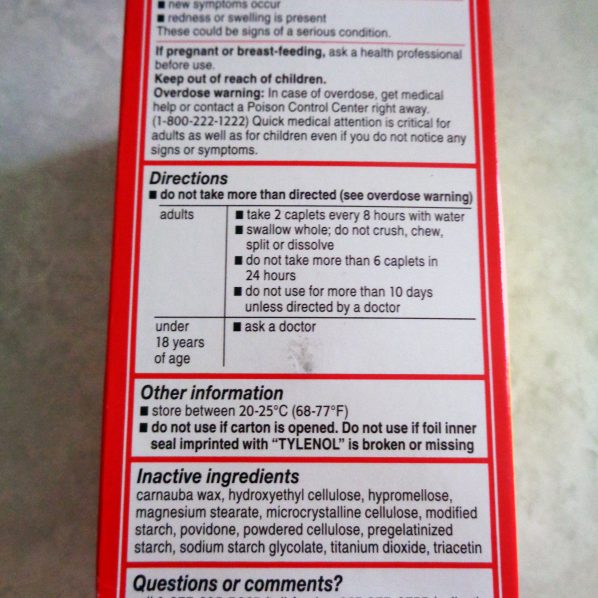 ■ new symptoms occur
■ redness or swelling is present
These could be signs of a serious condition.
If pregnant or breast-feeding, ask a health professional
before use.
Keep out of reach of children.
Overdose warning: In case of overdose, get medical
help or contact a Poison Control Center right away.
(1-800-222-1222) Quick medical attention is critical for
adults as well as for children even if you do not notice any
signs or symptoms.
Directions
■ do not take more than directed (see overdose warning)
adults
■ take 2 caplets every 8 hours with water
■ swallow whole; do not crush, chew,
split or dissolve
■ do not take more than 6 caplets in
24 hours
■ do not use for more than 10 days
unless directed by a doctor
under
18 years
of age
■ ask a doctor
Other information
■ store between 20-25°C (68-77°F)
■ do not use if carton is opened. Do not use if foil inner
seal imprinted with “TYLENOL” is broken or missing
Inactive ingredients
carnauba wax, hydroxyethyl cellulose, hypromellose,
magnesium stearate, microcrystalline cellulose, modified
starch, povidone, powdered cellulose, pregelatinized
starch, sodium starch glycolate, titanium dioxide, triacetin
Questions or comments?